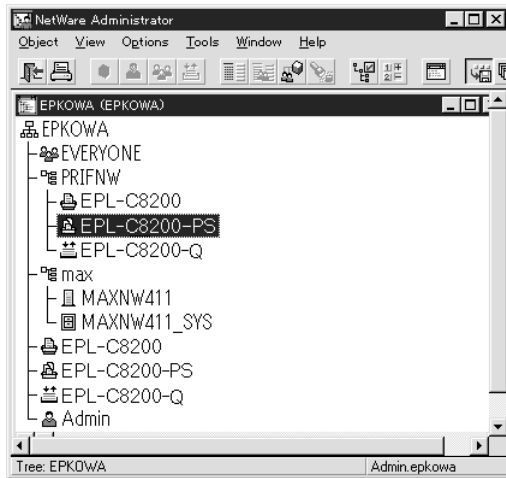 NetWare Administrator
Object View Options Tools Window Help
EPKOWA (EPKOWA)
EPKOWA
EVERYONE
PRIFNW
EPL-C8200
EPL-C8200-PS
EPL-C8200-Q
max
MAXNW411
MAXNW411_SYS
EPL-C8200
EPL-C8200-PS
EPL-C8200-Q
Admin
Tree: EPKOWA Admin.epkowa